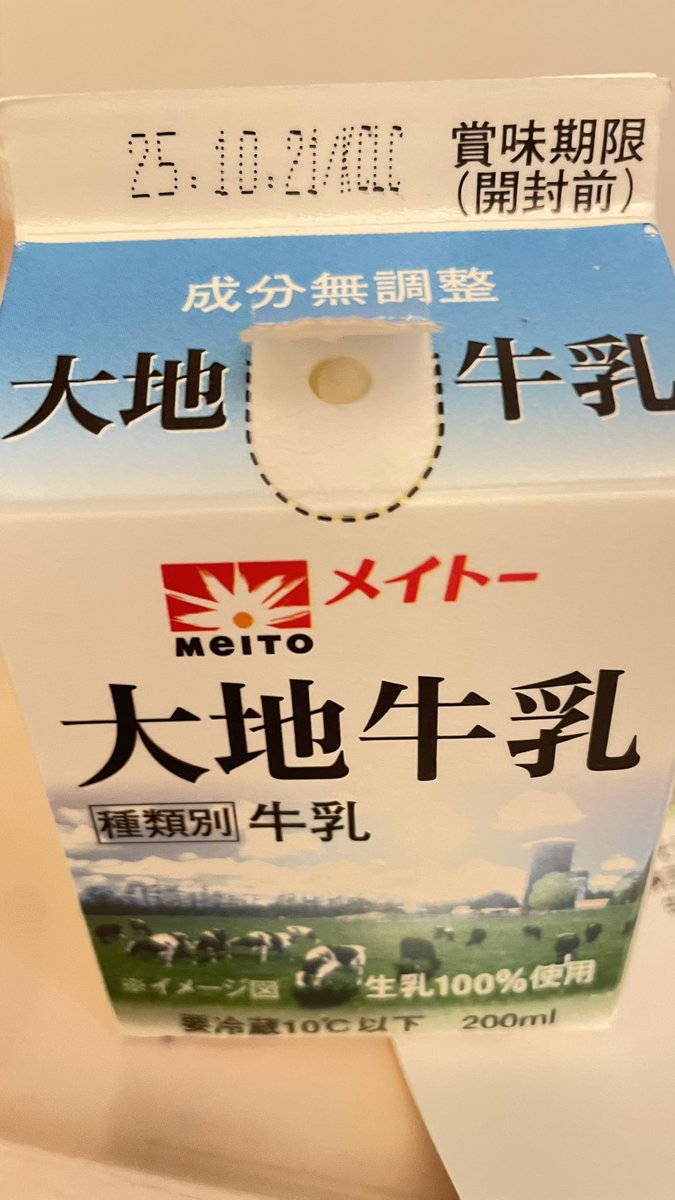 25.10.21/KQIC 賞味期限
(開封前)
成分無調整
大地 牛乳
メイトー
MeITO
大地牛乳
種類別 牛乳
※イメージ図 生乳100%使用
要冷蔵10℃以下 200ml